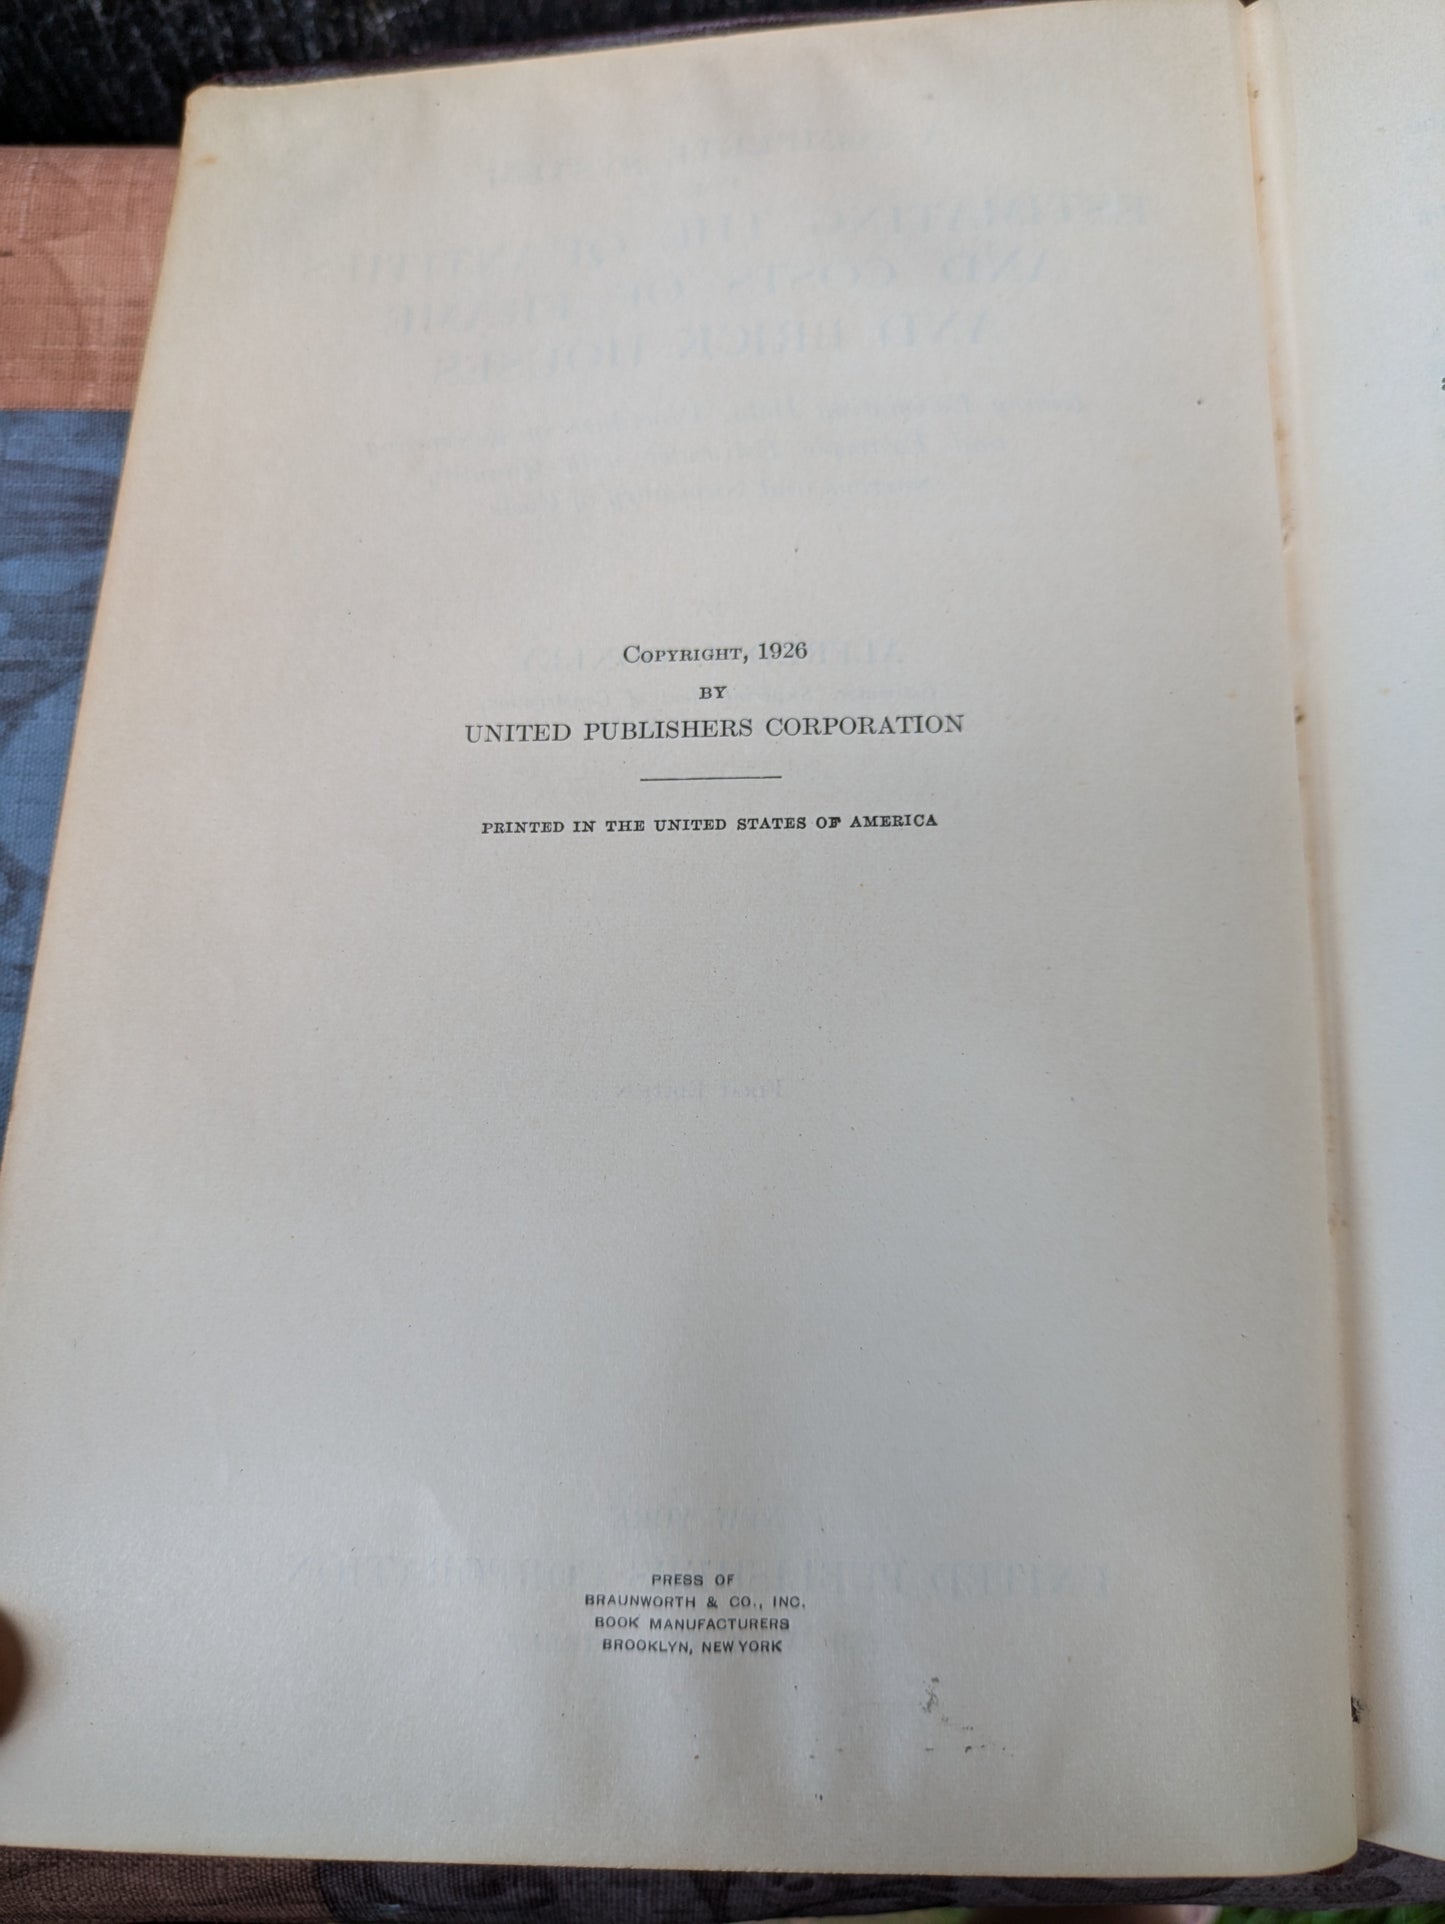 COPYRIGHT, 1926
BY
UNITED PUBLISHERS CORPORATION
PRINTED IN THE UNITED STATES OF AMERICA
PRESS OF
BRAUNWORTH & CO., INC.
BOOK MANUFACTURERS
BROOKLYN, NEW YORK